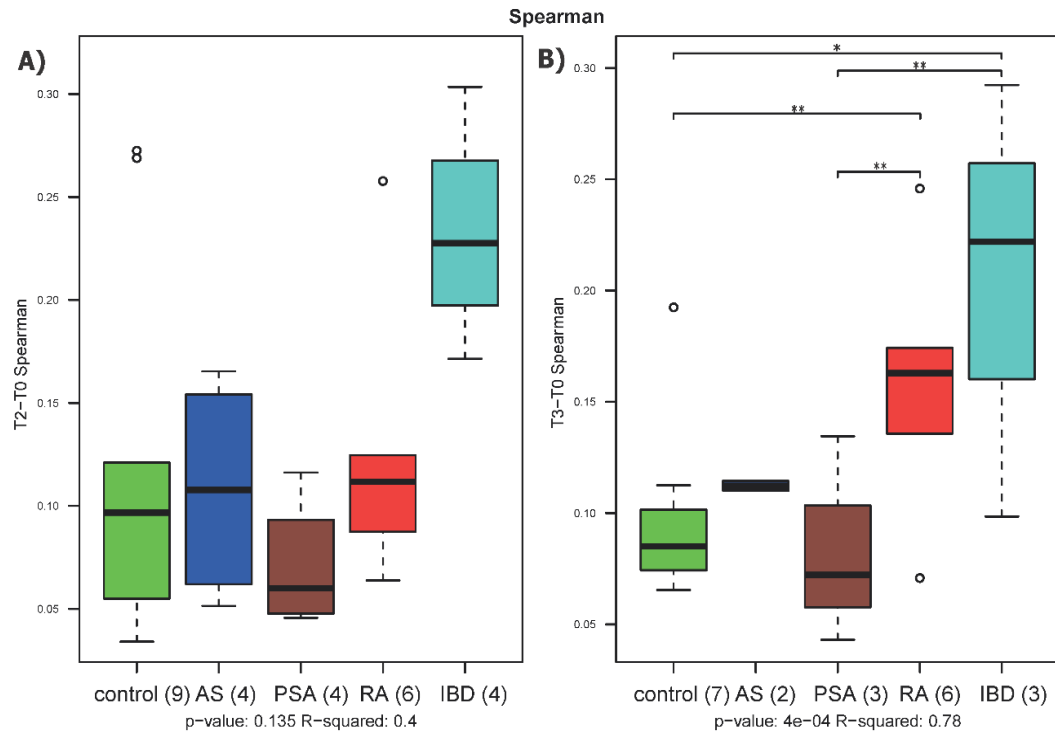 Spearman
A)
T2-T0 Spearman
0.30
0.25
0.20
0.15
0.10
0.05
control (9) AS (4) PSA (4) RA (6) IBD (4)
p-value: 0.135 R-squared: 0.4
B)
T3-T0 Spearman
0.30
0.25
0.20
0.15
0.10
0.05
*
**
**
**
control (7) AS (2) PSA (3) RA (6) IBD (3)
p-value: 4e-04 R-squared: 0.78